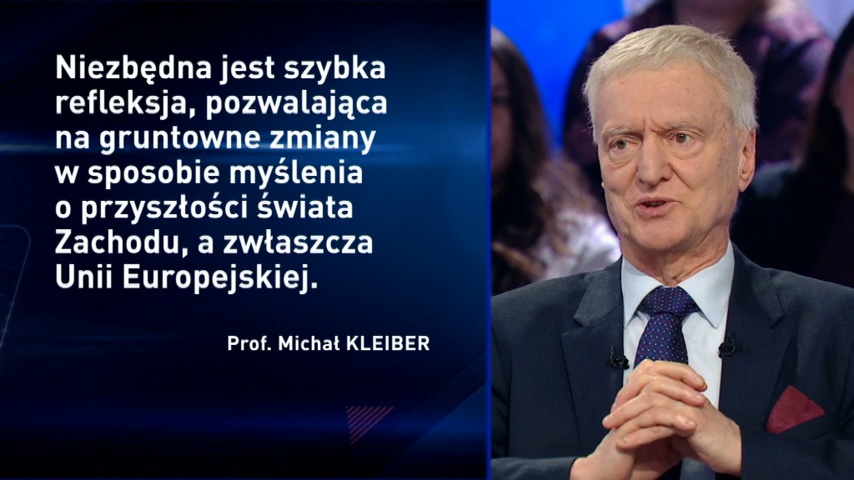 Niezbędna jest szybka
refleksja, pozwalająca
na gruntowne zmiany
w sposobie myślenia
o przyszłości świata
Zachodu, a zwłaszcza
Unii Europejskiej.
Prof. Michał KLEIBER